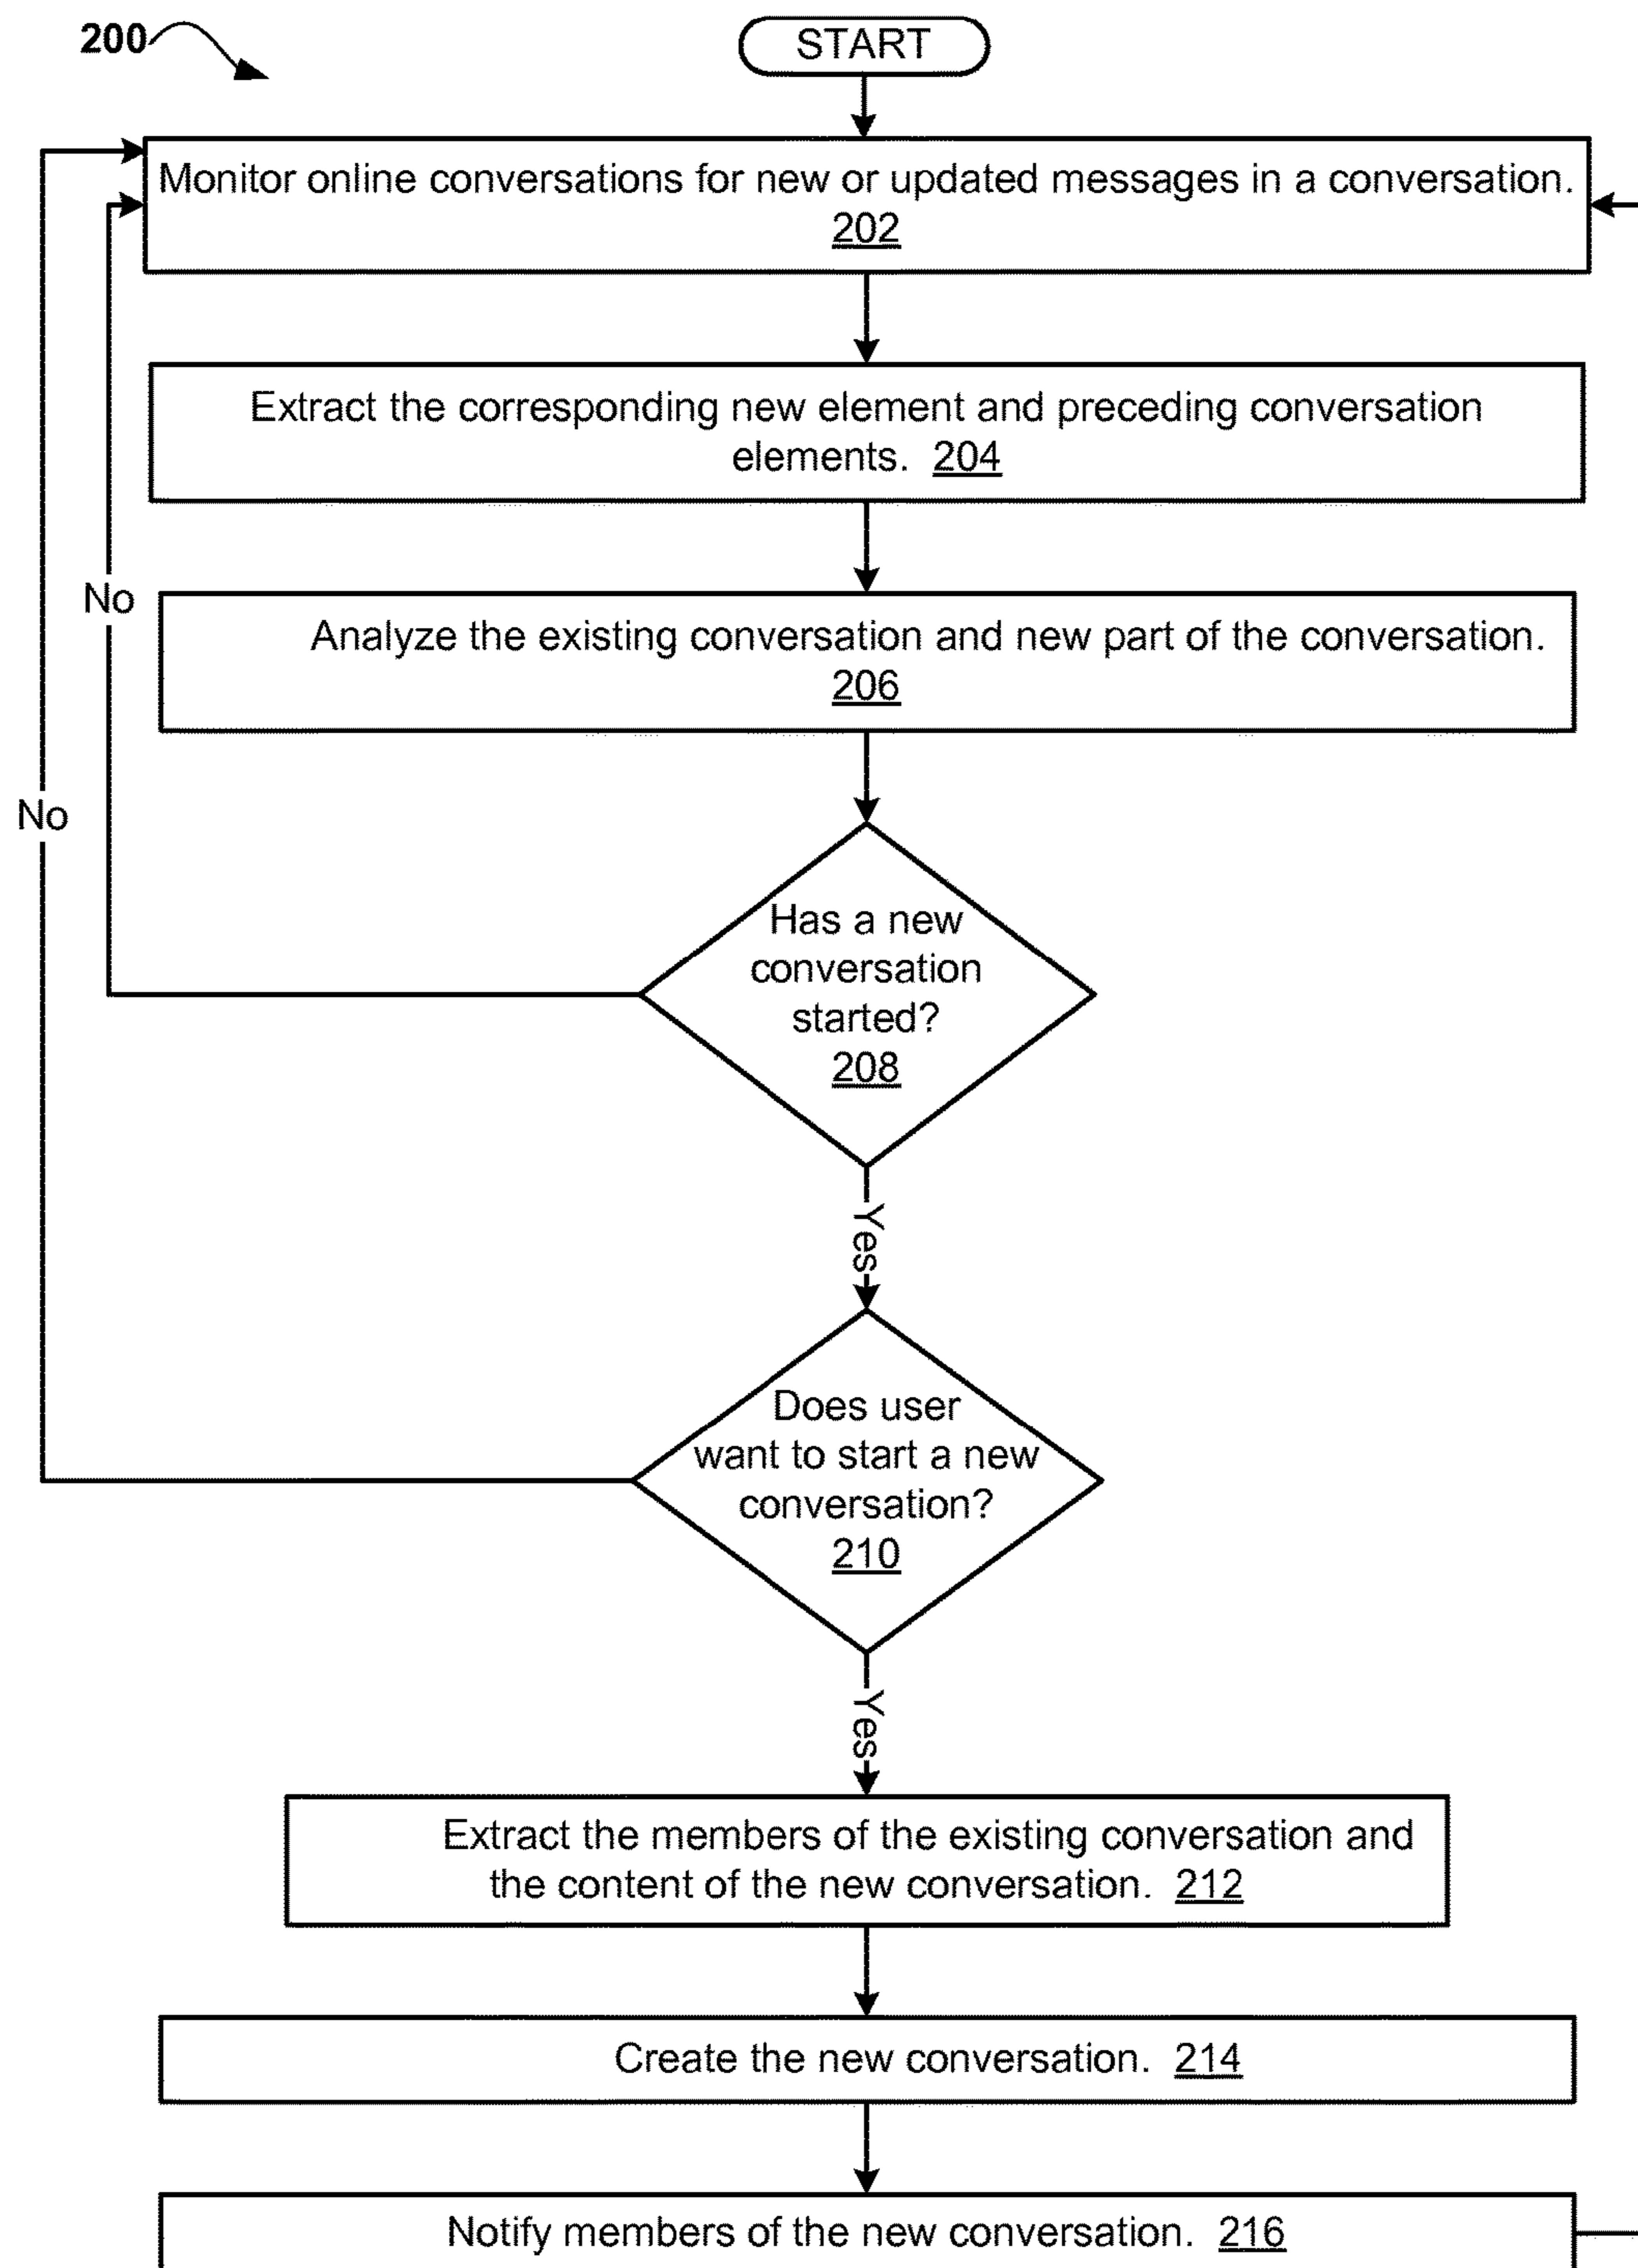 200
START
Monitor online conversations for new or updated messages in a conversation.
202
Extract the corresponding new element and preceding conversation
elements. 204
No
Analyze the existing conversation and new part of the conversation.
206
No
Has a new
conversation
started?
208
Yes
Does user
want to start a new
conversation?
210
Yes
Extract the members of the existing conversation and
the content of the new conversation. 212
Create the new conversation. 214
Notify members of the new conversation. 216